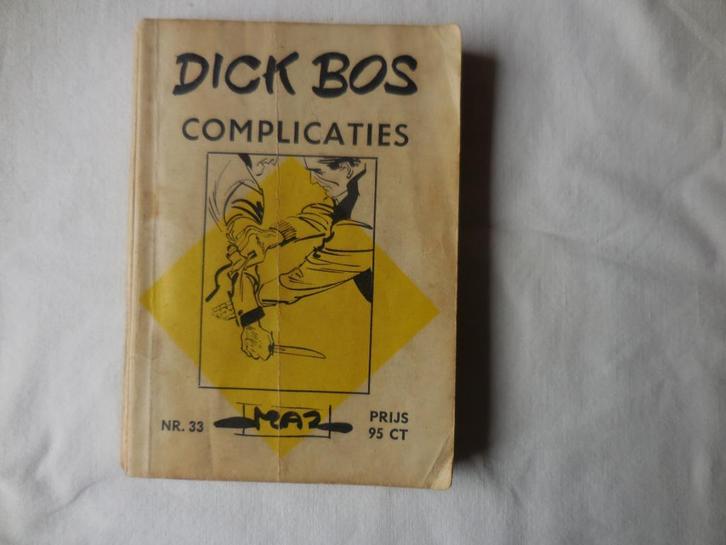 DICK BOS
COMPLICATIES
NR. 33
MAZ
PRIJS
95 CT